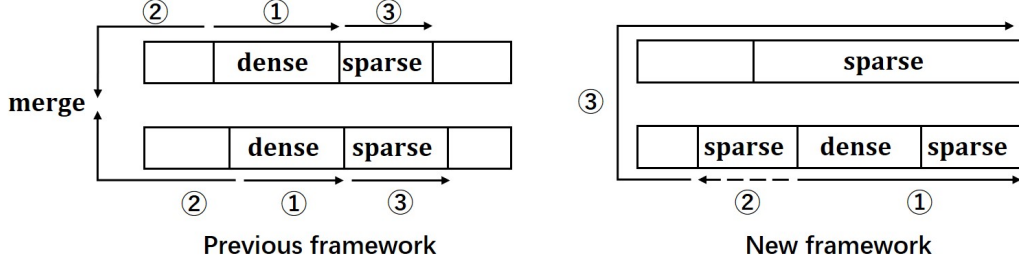 ② ① ③
dense sparse
merge
dense sparse
② ① ③
Previous framework
sparse
③
sparse dense sparse
② ①
New framework